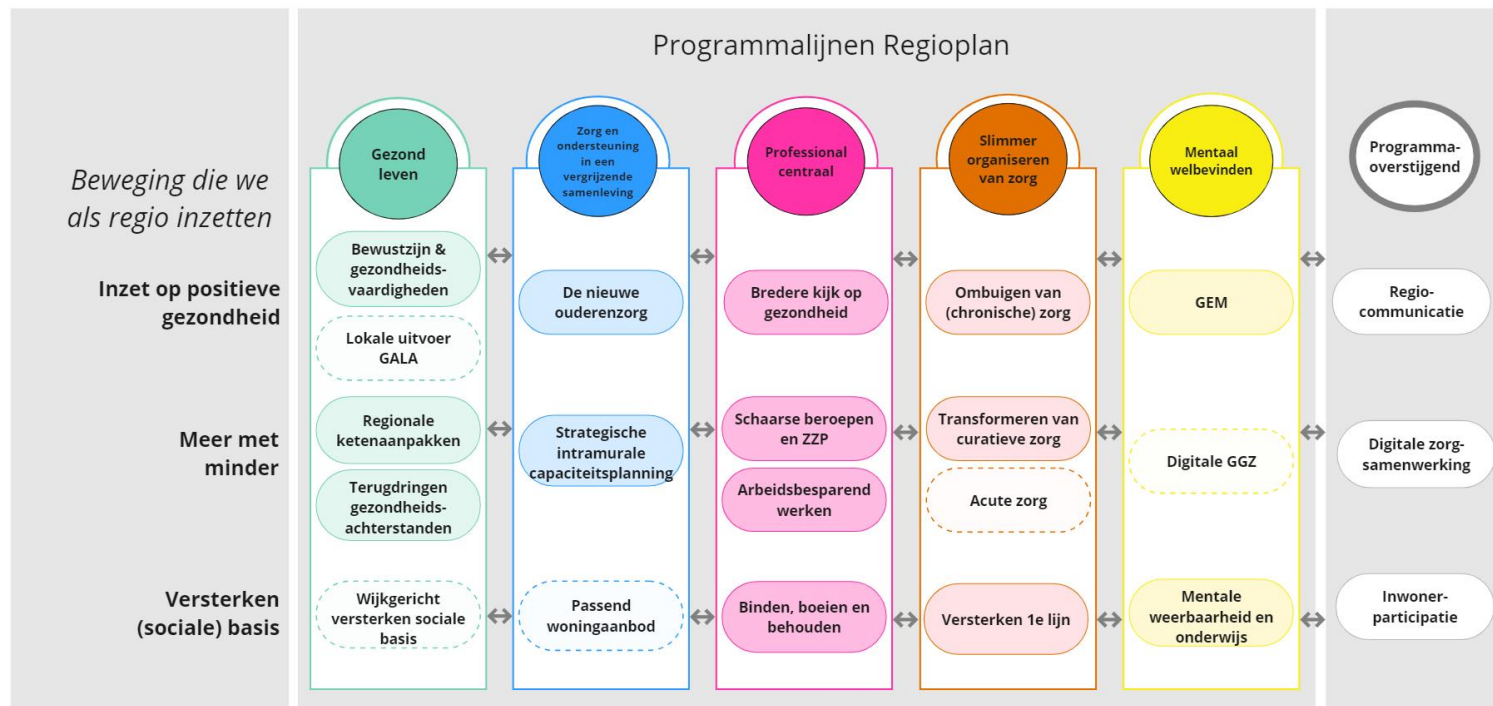 Programmalijnen Regioplan
Beweging die we
als regio inzetten
Gezond
leven
Zorg en
ondersteuning
in een
vergrijzende
samenleving
Professional
centraal
Slimmer
organiseren
van zorg
Mentaal
welbevinden
Programma-
overstijgend
Inzet op positieve
gezondheid
Bewustzijn &
gezondheids-
vaardigheden
Lokale uitvoer
GALA
De nieuwe
ouderenzorg
Bredere kijk op
gezondheid
Ombuigen van
(chronische) zorg
GEM
Regio-
communicatie
Meer met
minder
Regionale
ketenaanpakken
Terugdringen
gezondheids-
achterstanden
Strategische
intramurale
capaciteitsplanning
Schaarse beroepen
en ZZP
Arbeidsbesparend
werken
Transformeren van
curatieve zorg
Acute zorg
Digitale GGZ
Digitale zorg-
samenwerking
Versterken
(sociale) basis
Wijkgericht
versterken sociale
basis
Passend
woningaanbod
Binden, boeien en
behouden
Versterken 1e lijn
Mentale
weerbaarheid en
onderwijs
Inwoner-
participatie